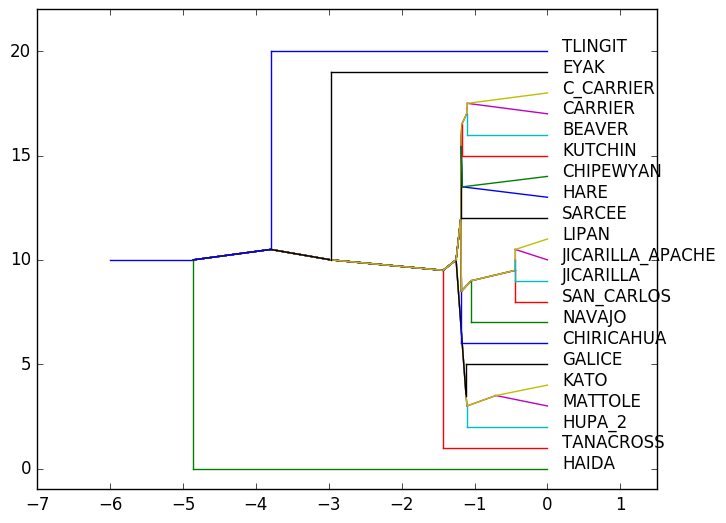 20
15
10
5
0
TLINGIT
EYAK
C_CARRIER
CARRIER
BEAVER
KUTCHIN
CHIPEWYAN
HARE
SARCEE
LIPAN
JICARILLA_APACHE
JICARILLA
SAN_CARLOS
NAVAJO
CHIRICAHUA
GALICE
KATO
MATTOLE
HUPA_2
TANACROSS
HAIDA
−7 −6 −5 −4 −3 −2 −1 0 1